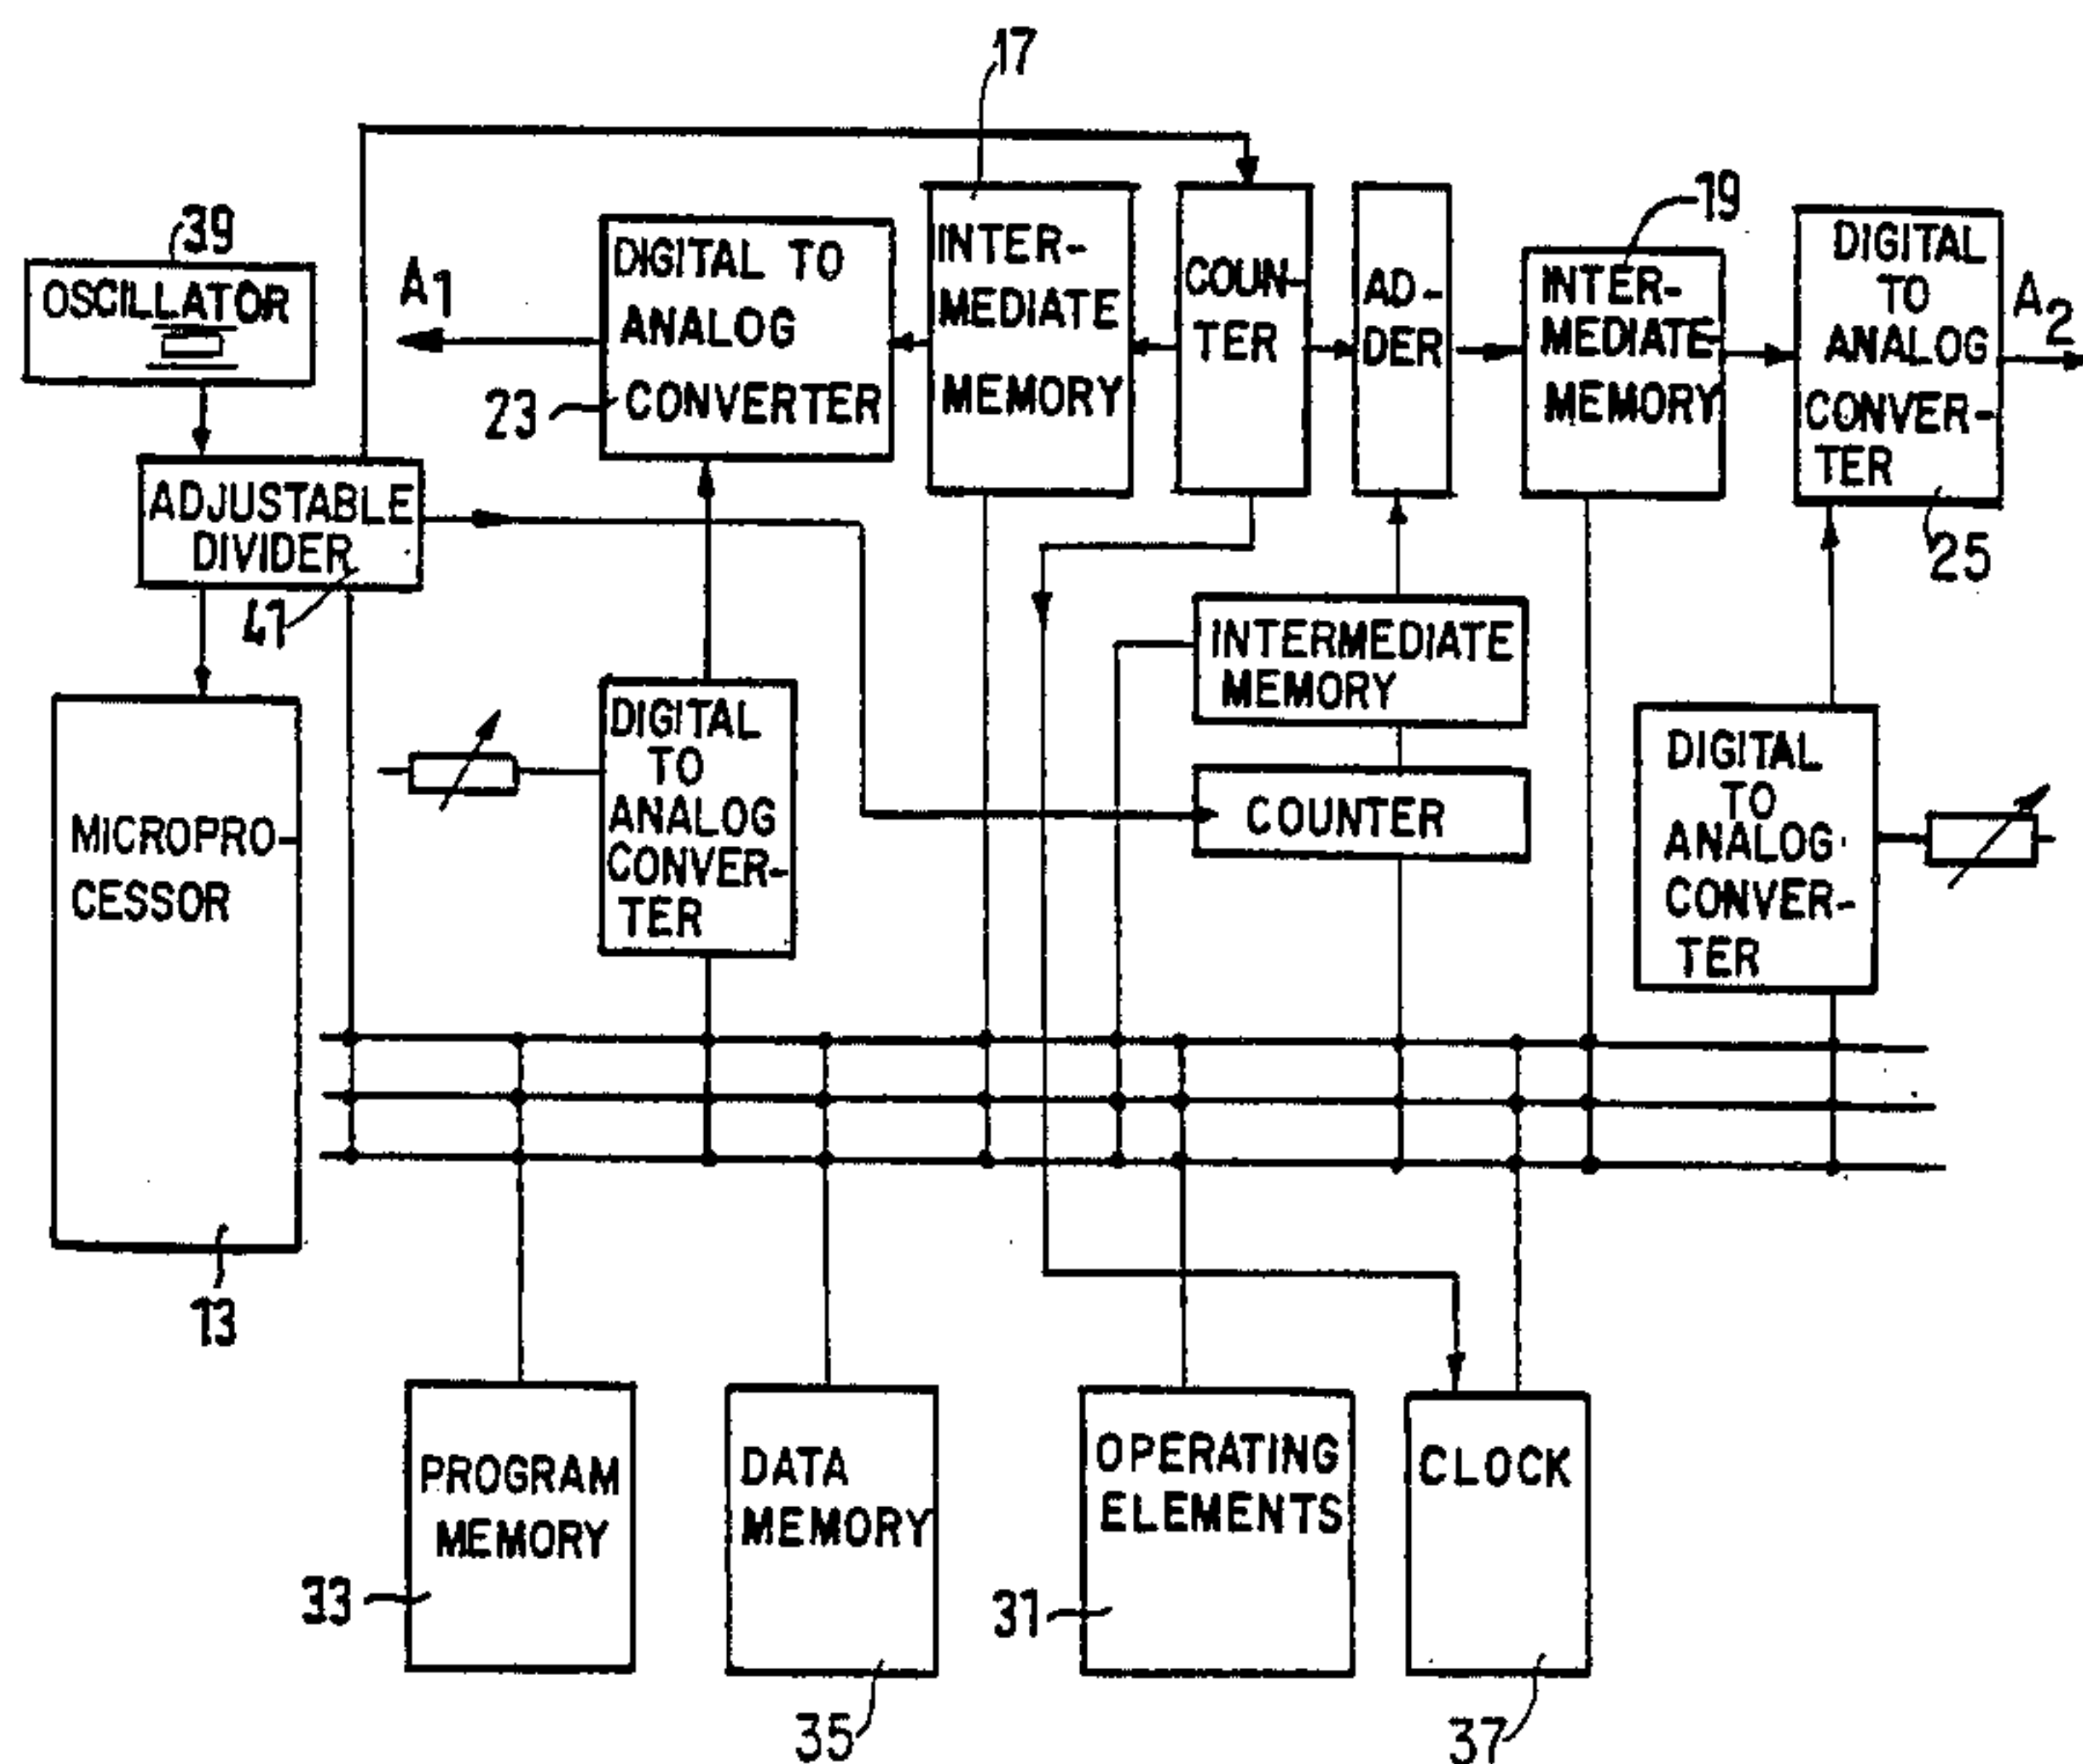 17
39
OSCILLATOR
A1
DIGITAL TO
ANALOG
CONVERTER
23
INTER-
MEDIATE
MEMORY
COUN-
TER
AD-
DER
19
INTER-
MEDIATE
MEMORY
DIGITAL
TO
ANALOG
CONVER-
TER
A2
25
ADJUSTABLE
DIVIDER
41
INTERMEDIATE
MEMORY
COUNTER
DIGITAL
TO
ANALOG
CONVER-
TER
DIGITAL
TO
ANALOG
CONVER-
TER
MICROPRO-
CESSOR
13
PROGRAM
MEMORY
33
DATA
MEMORY
35
OPERATING
ELEMENTS
31
CLOCK
37